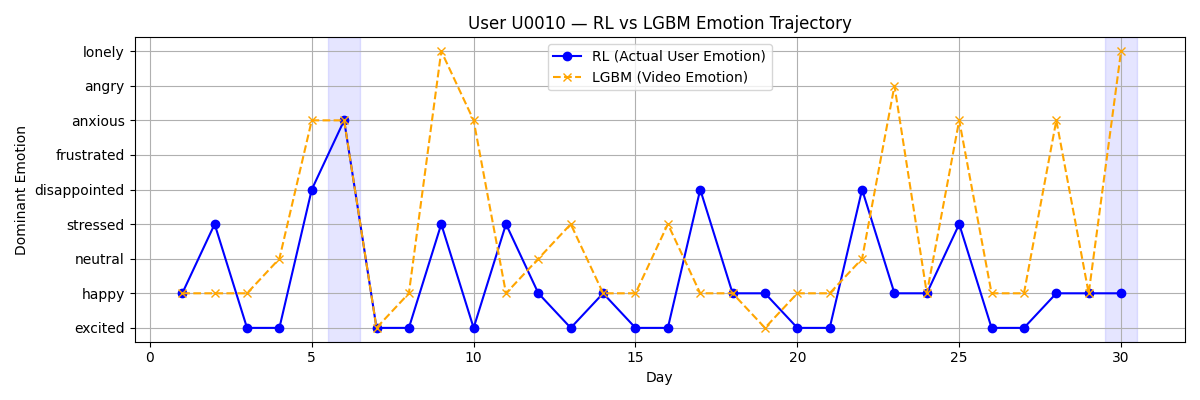 User U0010 — RL vs LGBM Emotion Trajectory
RL (Actual User Emotion)
LGBM (Video Emotion)
Dominant Emotion
lonely
angry
anxious
frustrated
disappointed
stressed
neutral
happy
excited
0 5 10 15 20 25 30
Day